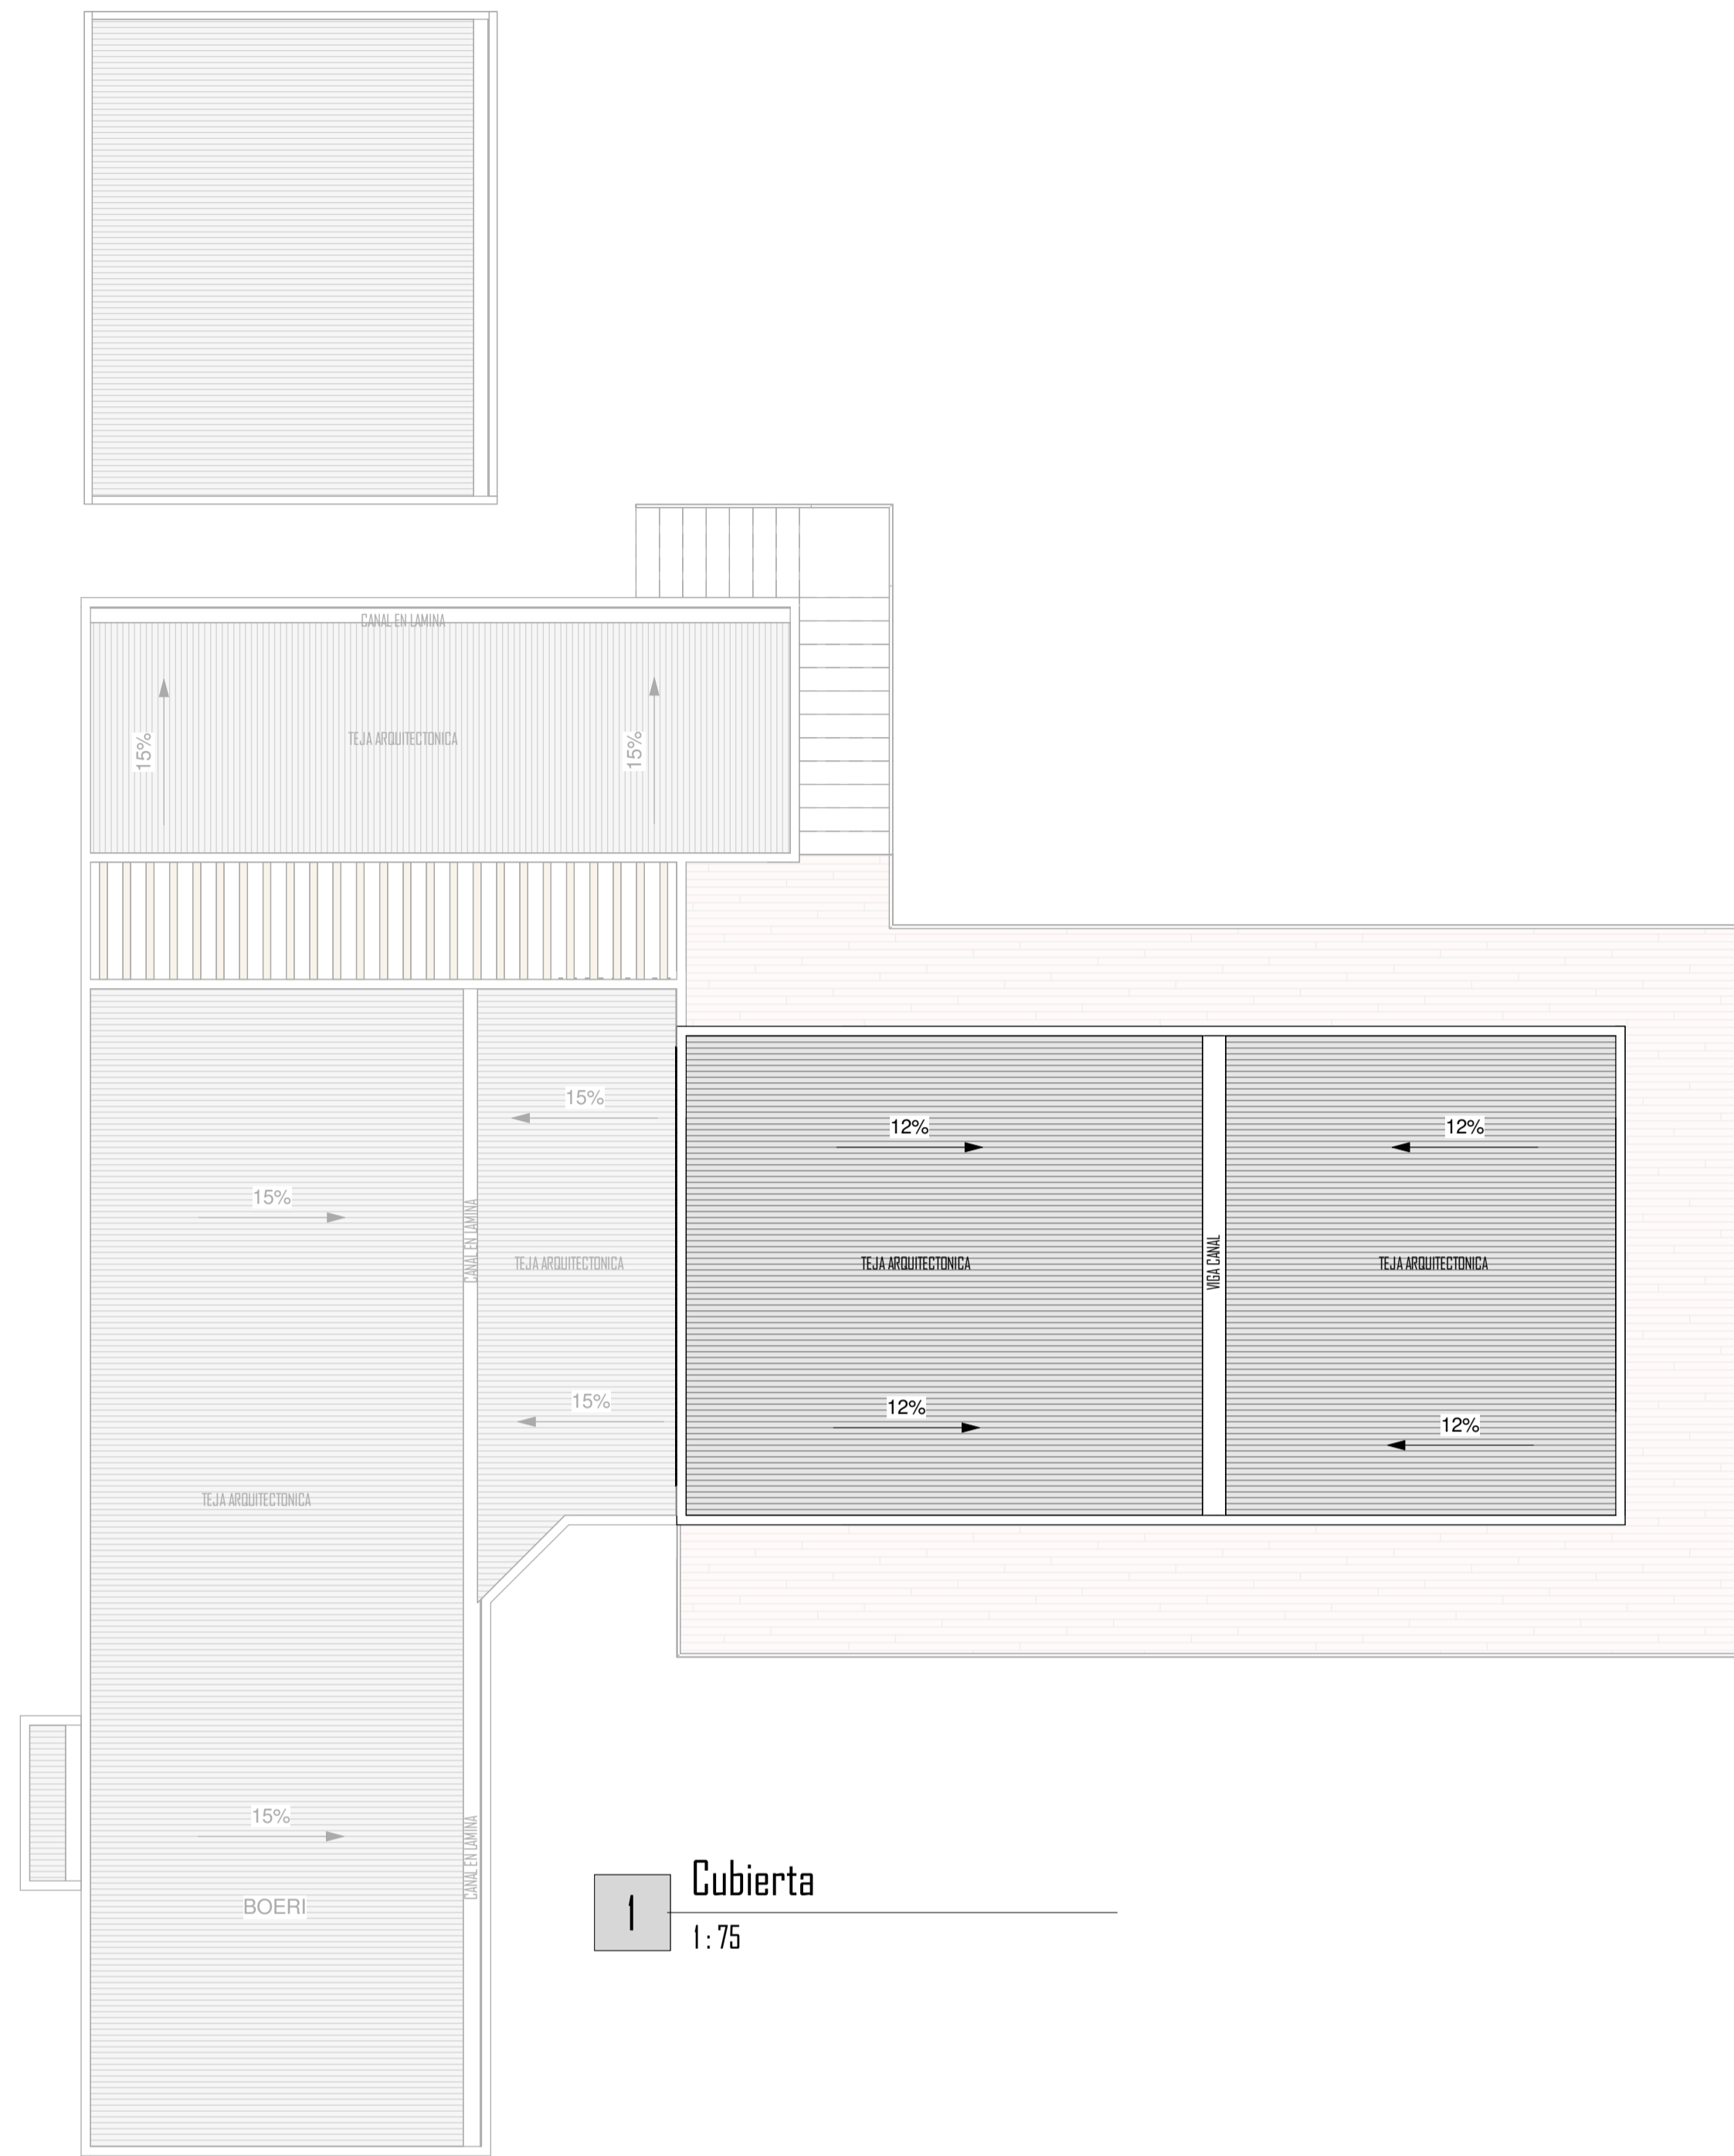 CANAL EN LAMINA
TEJA ARQUITECTONICA
15%
15%
15%
12%
12%
15%
CANAL EN LAMINA
TEJA ARQUITECTONICA
TEJA ARQUITECTONICA
VIGA CANAL
TEJA ARQUITECTONICA
15%
12%
12%
TEJA ARQUITECTONICA
15%
CANAL EN LAMINA
BOERI
1
Cubierta
1 : 75